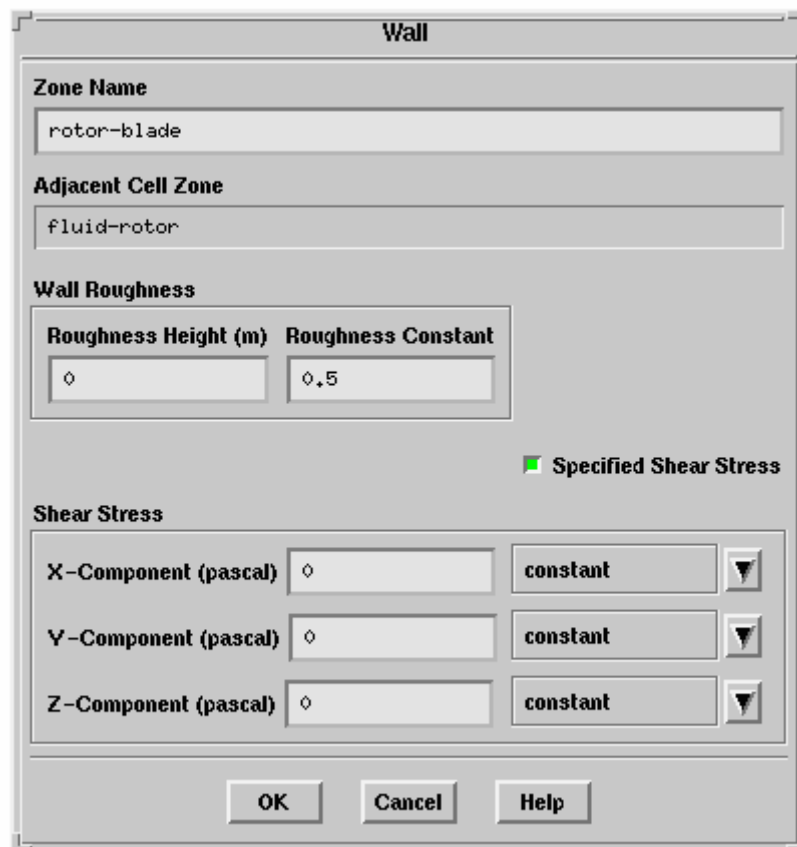 Wall
Zone Name
rotor-blade
Adjacent Cell Zone
fluid-rotor
Wall Roughness
Roughness Height (m) Roughness Constant
0 0.5
Specified Shear Stress
Shear Stress
X-Component (pascal) 0 constant
Y-Component (pascal) 0 constant
Z-Component (pascal) 0 constant
OK Cancel Help